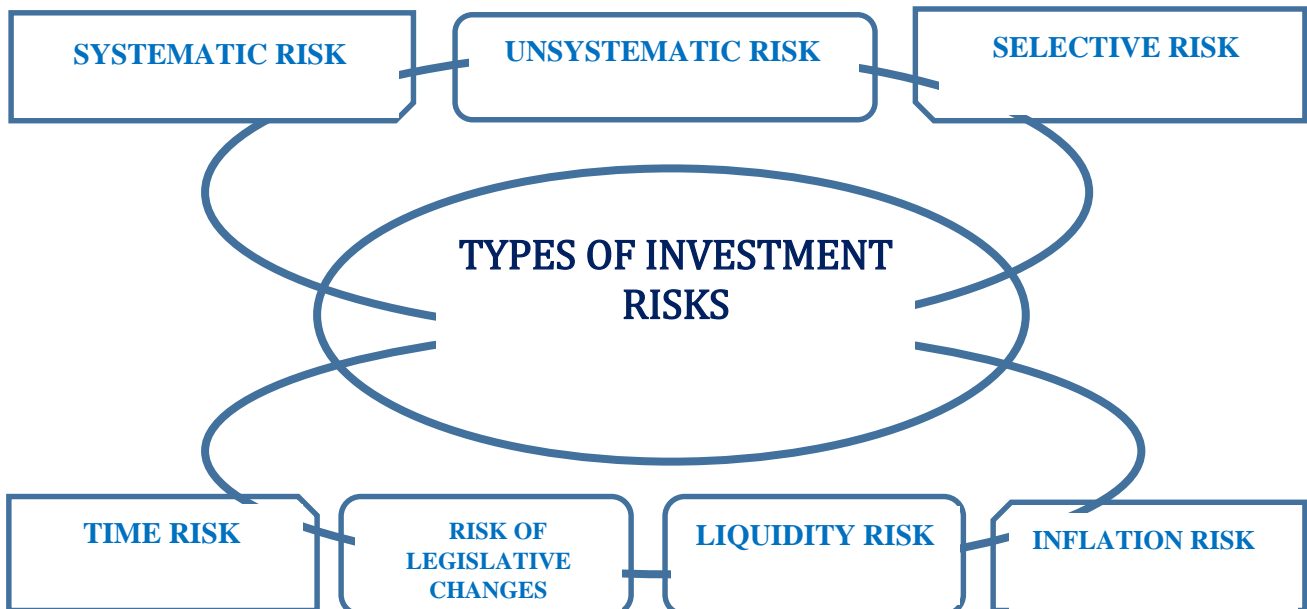 SYSTEMATIC RISK
UNSYSTEMATIC RISK
SELECTIVE RISK
TYPES OF INVESTMENT
RISKS
TIME RISK
RISK OF
LEGISLATIVE
CHANGES
LIQUIDITY RISK
INFLATION RISK